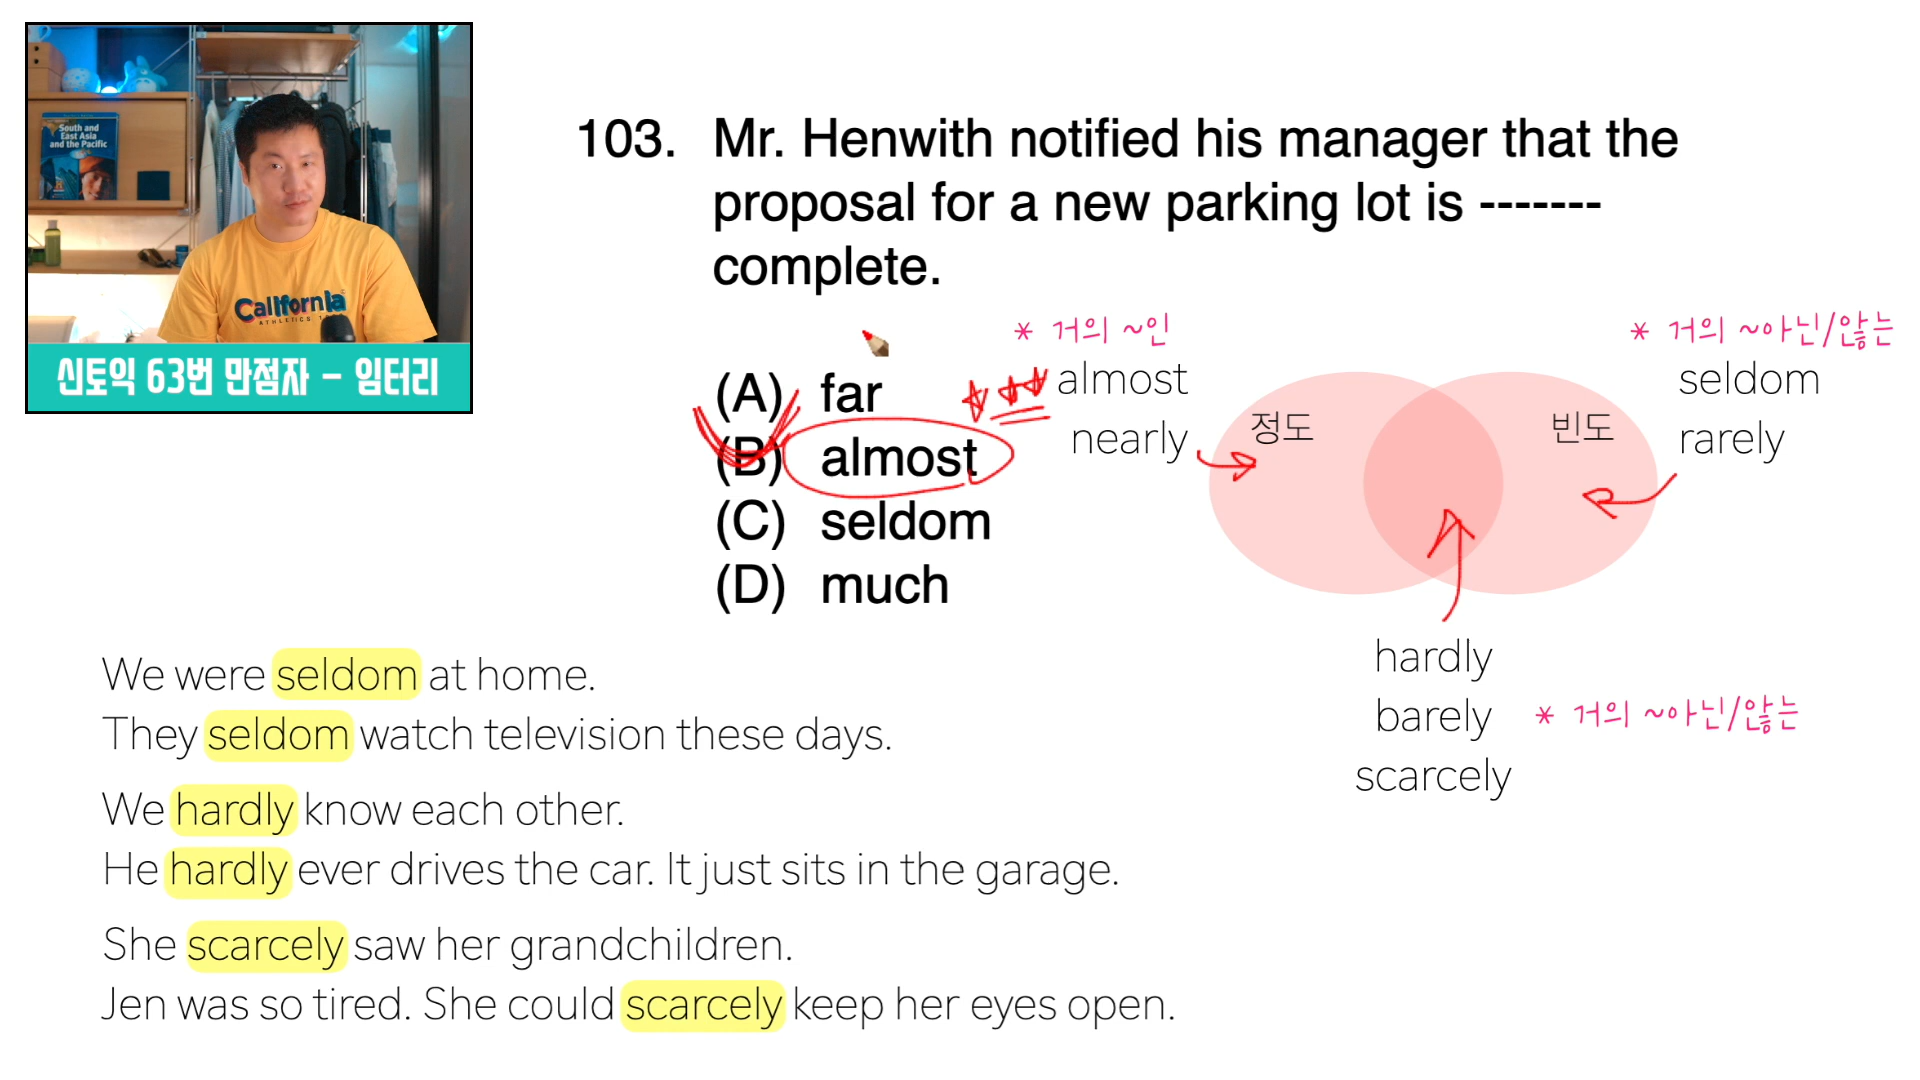 South and
East Asia
and the Pacific
California
ATHLETICS
신토익 63번 만점자 – 임터리
103. Mr. Henwith notified his manager that the
proposal for a new parking lot is -------
complete.
(A) far
(B) almost
(C) seldom
(D) much
* 거의 ~인
almost
nearly
정도
빈도
* 거의 ~아닌/않는
seldom
rarely
hardly
barely * 거의 ~아닌/않는
scarcely
We were seldom at home.
They seldom watch television these days.
We hardly know each other.
He hardly ever drives the car. It just sits in the garage.
She scarcely saw her grandchildren.
Jen was so tired. She could scarcely keep her eyes open.